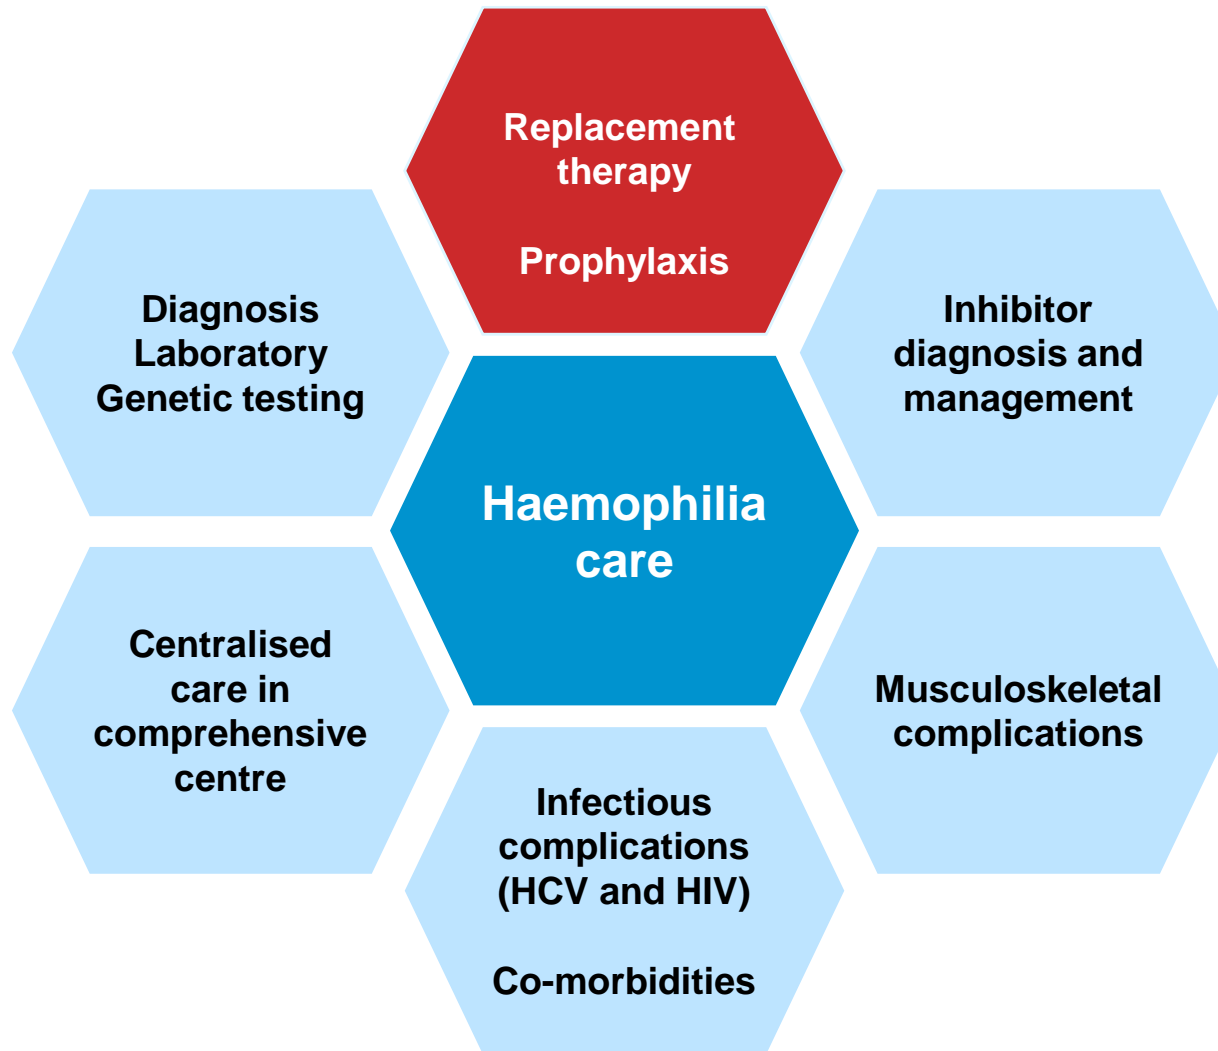 Replacement
therapy
Prophylaxis
Diagnosis
Laboratory
Genetic testing
Inhibitor
diagnosis and
management
Haemophilia
care
Centralised
care in
comprehensive
centre
Musculoskeletal
complications
Infectious
complications
(HCV and HIV)
Co-morbidities